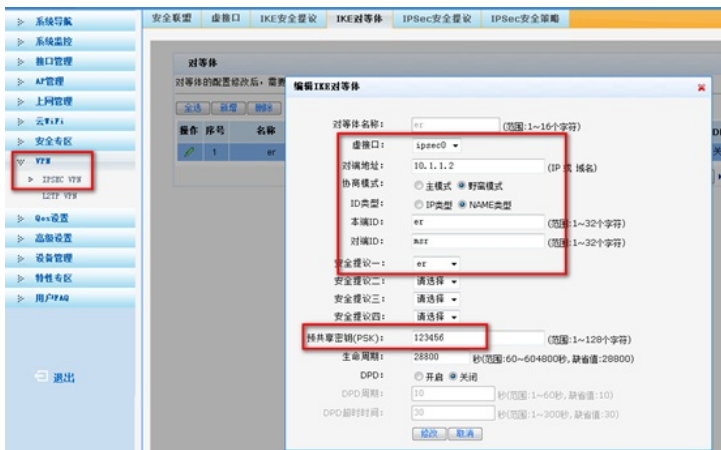 系统导航
系统监控
接口管理
AP管理
上网管理
云WiFi
安全专区
VPN
IPSEC VPN
L2TP VPN
QoS设置
高级设置
设备管理
特性专区
用户FAQ
退出
安全联盟 虚接口 IKE安全提议 IKE对等体 IPSec安全提议 IPSec安全策略
对等体
对等体的配置修改后，需要
全选 新增 删除
操作 序号 名称
1 er
编辑IKE对等体
对等体名称： er (范围:1~16个字符)
虚接口： ipsec0
对端地址： 10.1.1.2 (IP 或 域名)
协商模式： 主模式 野蛮模式
ID类型： IP类型 NAME类型
本端ID： er (范围:1~32个字符)
对端ID： msr (范围:1~32个字符)
安全提议一： er
安全提议二： 请选择
安全提议三： 请选择
安全提议四： 请选择
预共享密钥(PSK)： 123456 (范围:1~128个字符)
生命周期： 28800 秒(范围:60~604800秒,缺省值:28800)
DPD： 开启 关闭
DPD周期： 10 秒(范围:1~60秒,缺省值:10)
DPD超时时间： 30 秒(范围:1~300秒,缺省值:30)
修改 取消